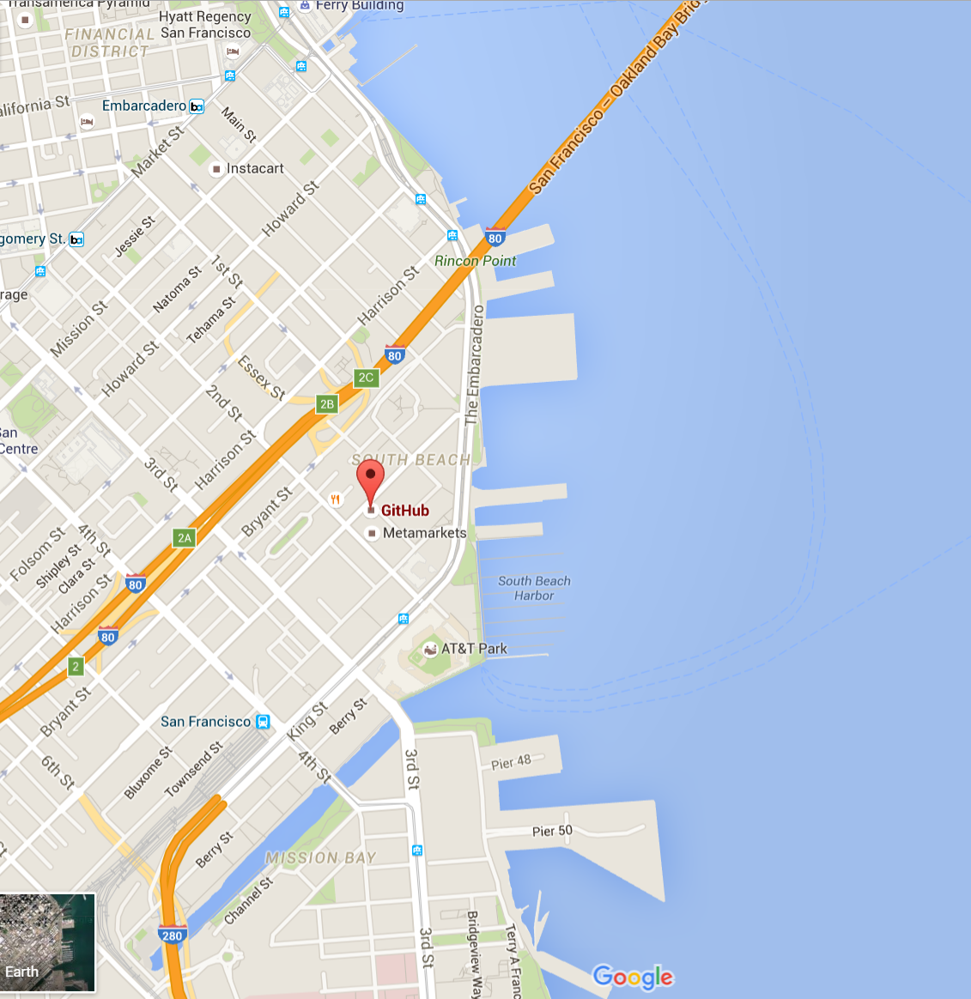 Transamerica Pyramid
Ferry Building
Hyatt Regency
San Francisco
FINANCIAL
DISTRICT
San Francisco – Oakland Bay
California St
Embarcadero
Main St
Market St
Instacart
Howard St
Jessie St
80
Rincon Point
1st St
Natoma St
Harrison St
Mission St
Tehama St
The Embarcadero
Howard St
80
Essex St
2C
2nd St
2B
Centre
Harrison St
SOUTH BEACH
3rd St
Bryant St
GitHub
Metamarkets
4th St
2A
Folsom St
Shipley St
Clara St
Harrison St
80
South Beach
Harbor
80
AT&T Park
2
Bryant St
San Francisco
King St
Berry St
6th St
Bluxome St
Townsend St
4th St
3rd St
Pier 48
Pier 50
Berry St
MISSION BAY
Channel St
280
3rd St
Bridgeview Way
Terry A
Earth
Google